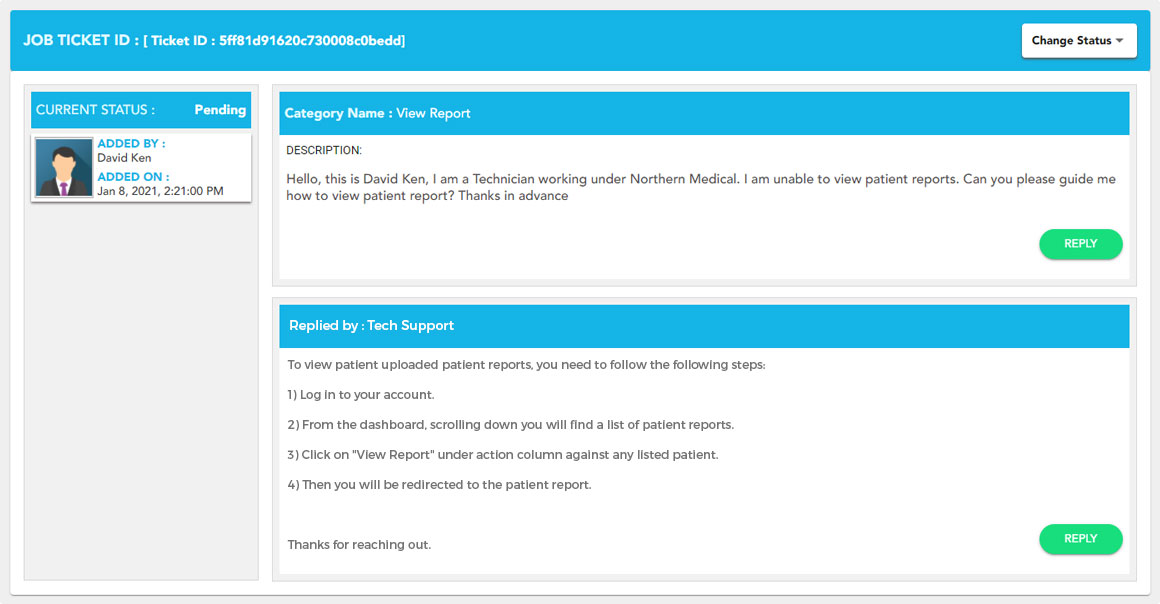 JOB TICKET ID : [ Ticket ID : 5ff81d91620c730008c0bedd]
Change Status
CURRENT STATUS : Pending
ADDED BY :
David Ken
ADDED ON :
Jan 8, 2021, 2:21:00 PM
Category Name : View Report
DESCRIPTION:
Hello, this is David Ken, I am a Technician working under Northern Medical. I am unable to view patient reports. Can you please guide me
how to view patient report? Thanks in advance
REPLY
Replied by : Tech Support
To view patient uploaded patient reports, you need to follow the following steps:
1) Log in to your account.
2) From the dashboard, scrolling down you will find a list of patient reports.
3) Click on "View Report" under action column against any listed patient.
4) Then you will be redirected to the patient report.
Thanks for reaching out.
REPLY